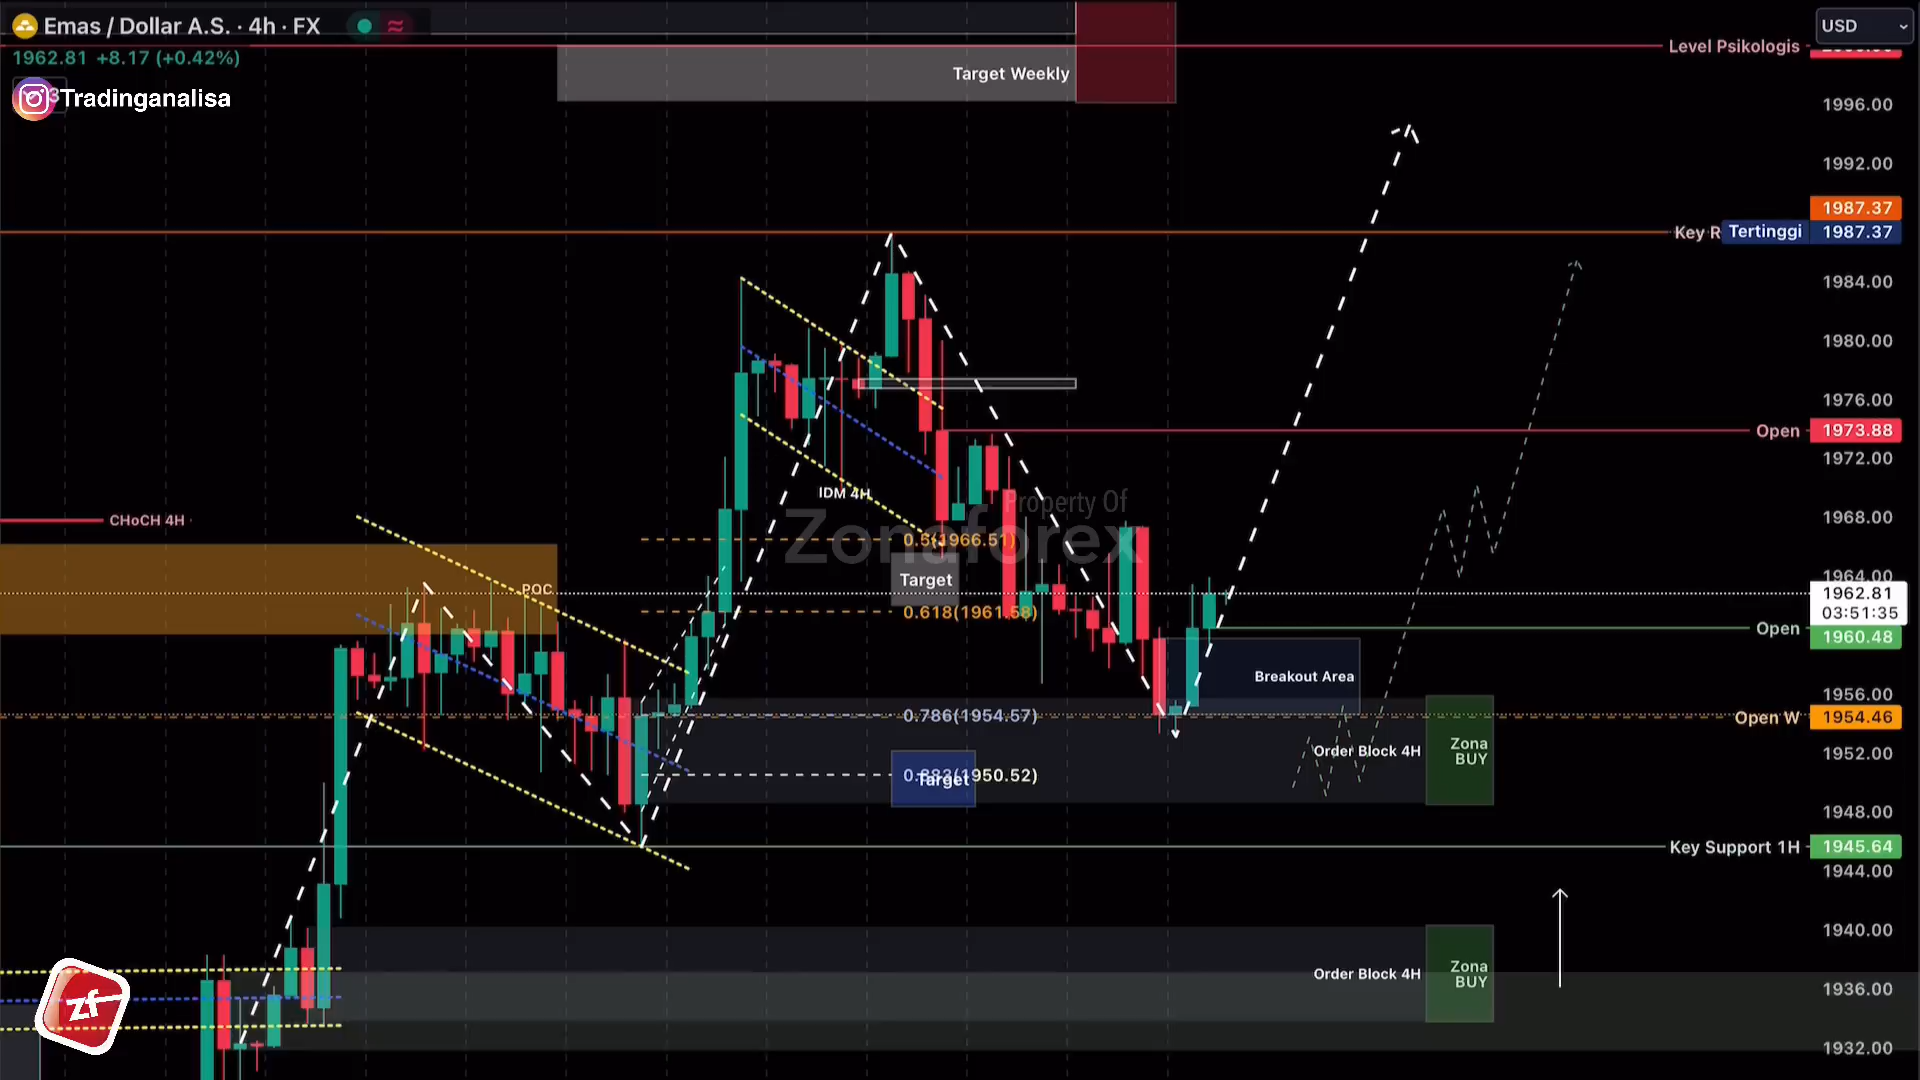 Emas / Dollar A.S. · 4h · FX
1962.81 +8.17 (+0.42%)
Tradinganalisa
USD
Level Psikologis
Target Weekly
1996.00
1992.00
1987.37
Key R
Tertinggi
1987.37
1984.00
1980.00
1976.00
Open
1973.88
1972.00
IDM 4H
Property Of
Zonaforex
CHoCH 4H
1968.00
0.5(1966.51)
Target
POC
1964.00
1962.81
03:51:35
0.618(1961.58)
Open
1960.48
Breakout Area
1956.00
0.786(1954.57)
Open W
1954.46
Order Block 4H
Zona
BUY
1952.00
(1950.52)
Target
1948.00
Key Support 1H
1945.64
1944.00
1940.00
Order Block 4H
Zona
BUY
1936.00
zf
1932.00